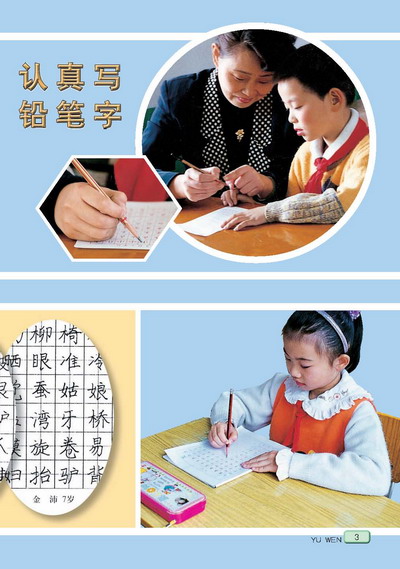 认真写
铅笔字
柳 椅
眼 准 冷
蚕 姑 娘
湾 牙 桥
旋 卷 易
抬 驴 背
金 沛 7岁
YU WEN 3